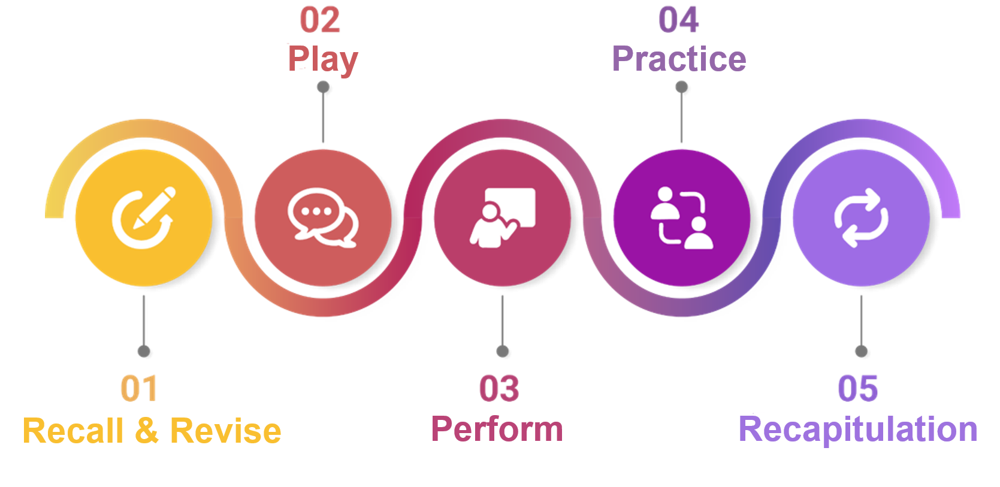 01
Recall & Revise
02
Play
03
Perform
04
Practice
05
Recapitulation